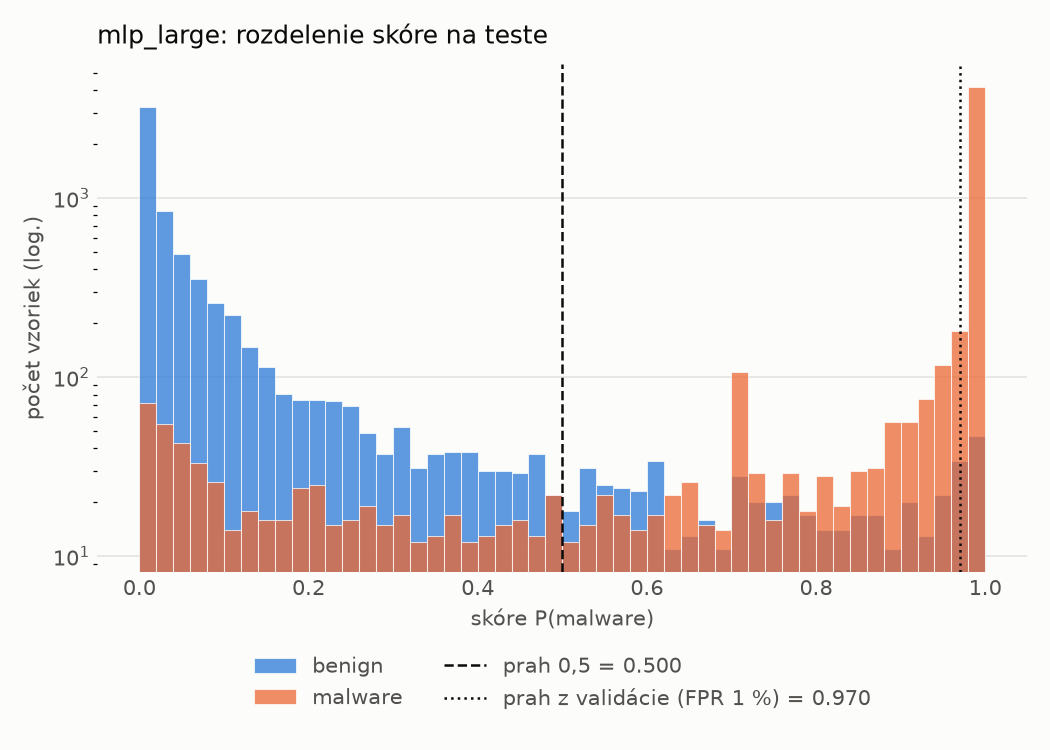 mlp_large: rozdelenie skóre na teste
počet vzoriek (log.)
10³
10²
10¹
0.0 0.2 0.4 0.6 0.8 1.0
skóre P(malware)
benign
malware
prah 0,5 = 0.500
prah z validácie (FPR 1 %) = 0.970